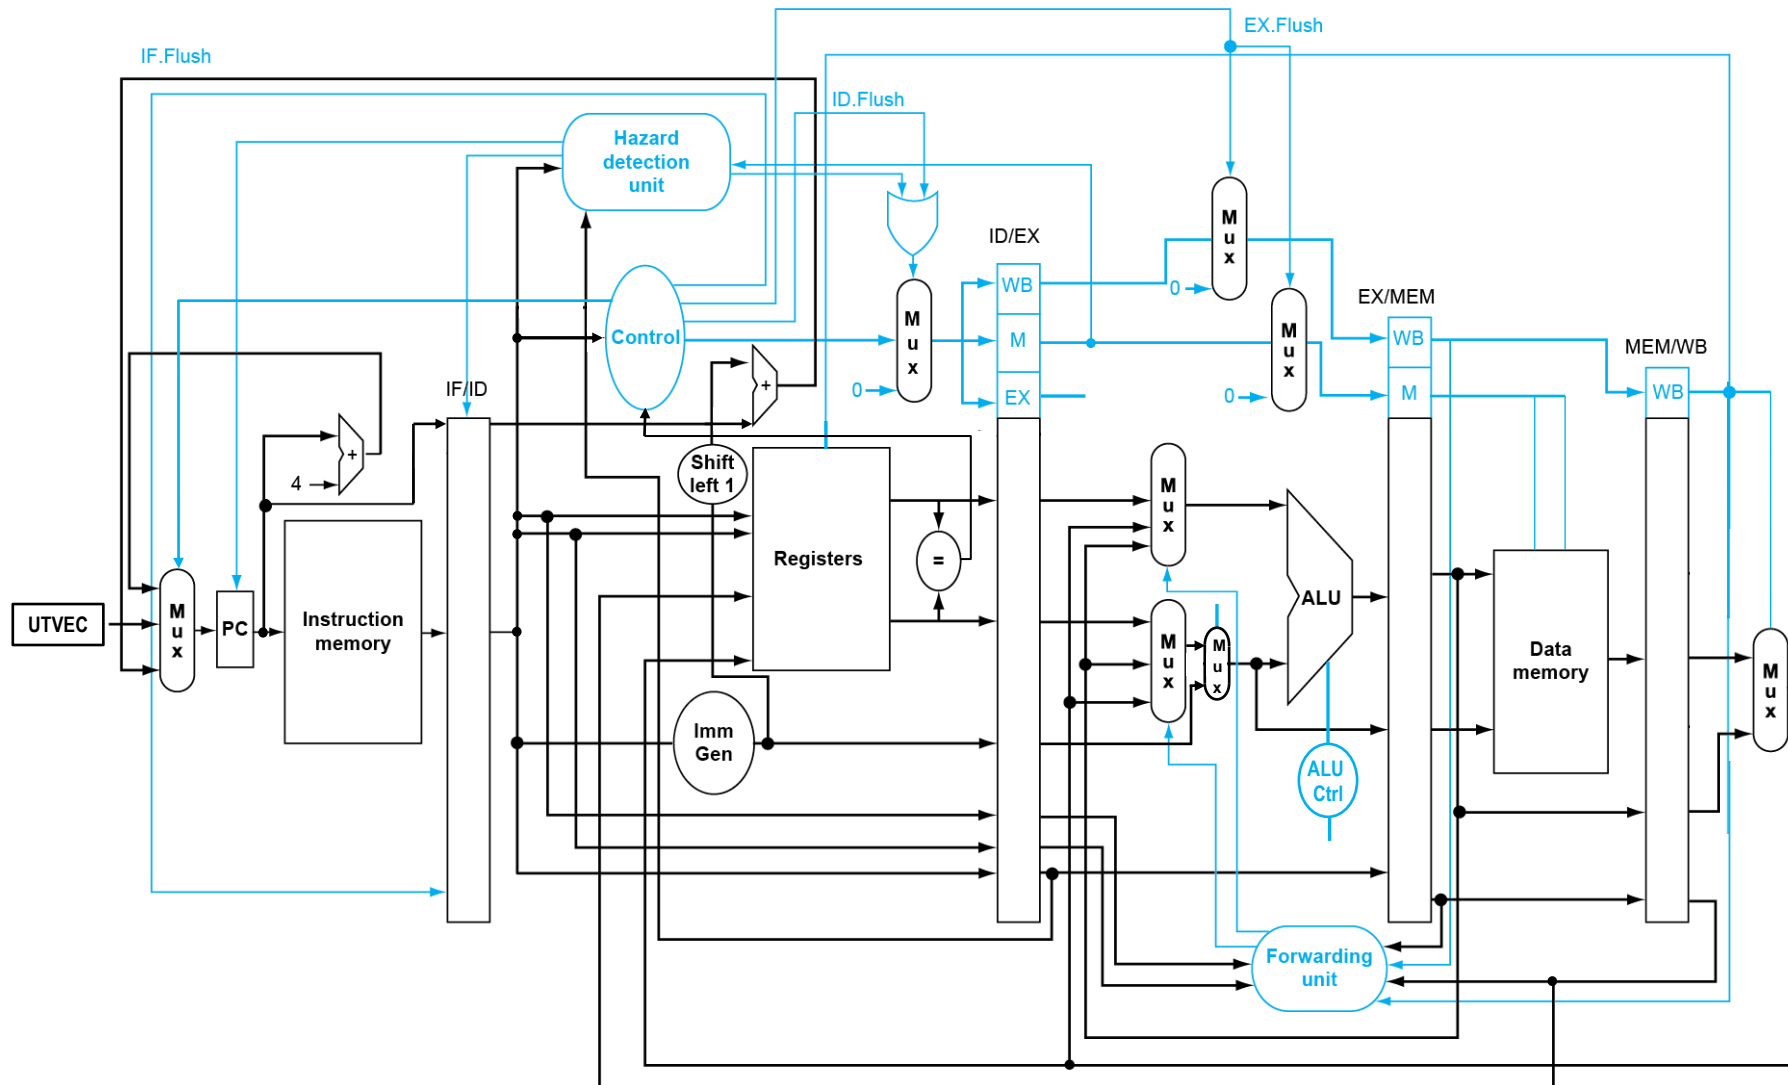 EX.Flush
IF.Flush
ID.Flush
Hazard
detection
unit
M
u
x
ID/EX
WB
0
M
u
x
EX/MEM
Control
M
u
x
M
WB
MEM/WB
+
IF/ID
0
EX
0
M
WB
+
4
Shift
left 1
M
u
x
Registers
=
Instruction
memory
ALU
UTVEC
M
u
x
PC
M
u
x
M
u
x
Data
memory
M
u
x
Imm
Gen
ALU
Ctrl
Forwarding
unit